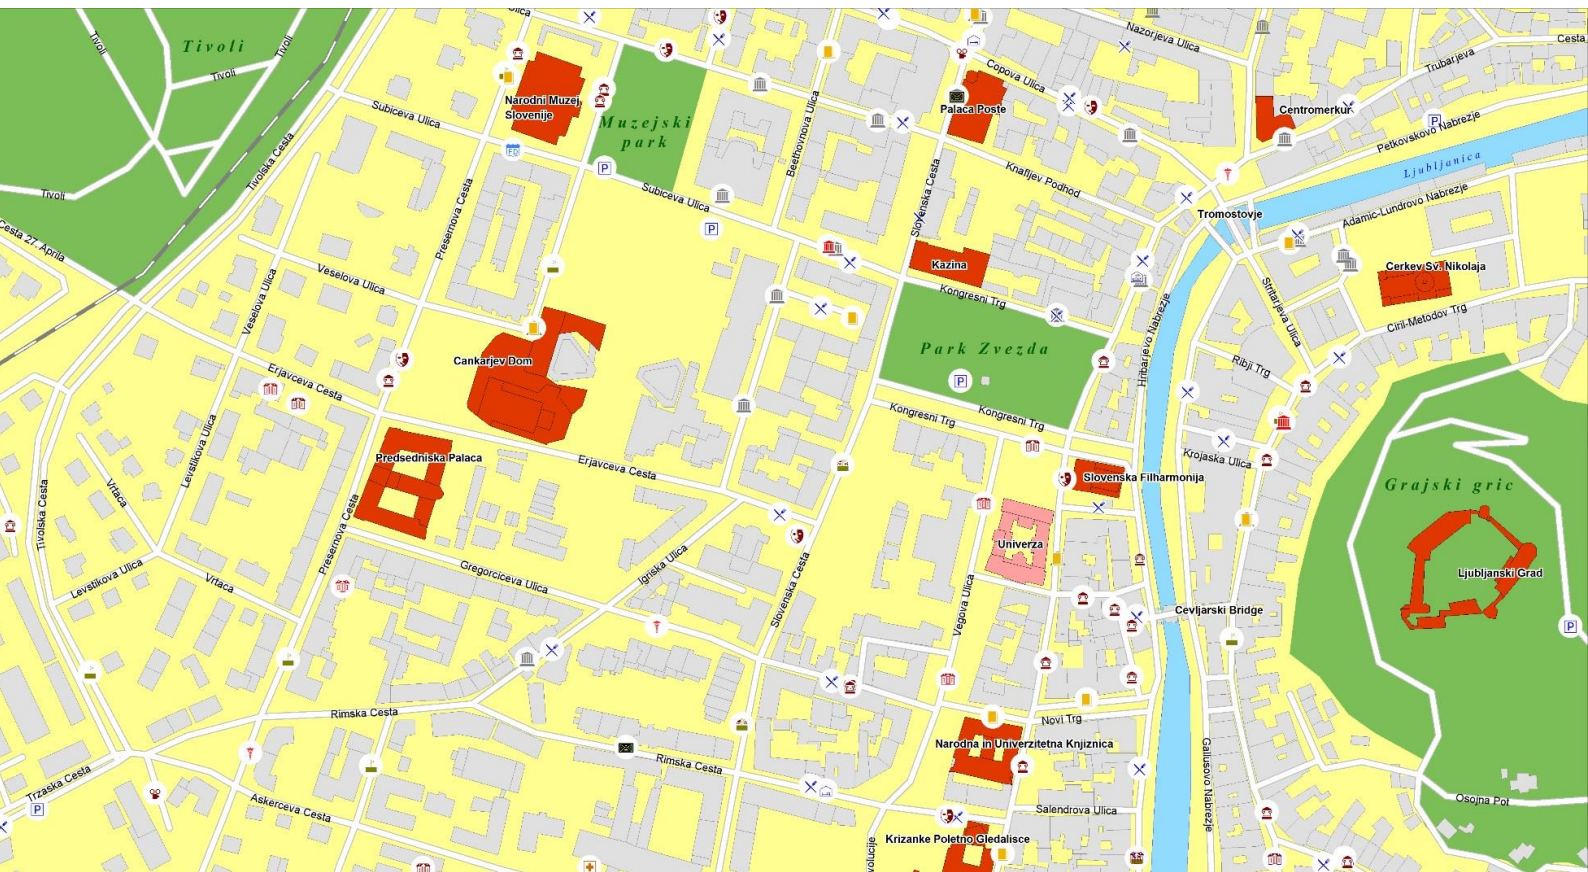 Ulica
Tivoli
Tivoli
Tivoli
Tivoli
Tivoli
Tivolska Cesta
Cesta 27. Aprila
Subiceva Ulica
Narodni Muzej
Slovenije
Muzejski
park
P
Subiceva Ulica
P
Beethovnova Ulica
Presernova Cesta
Veselova Ulica
Veselova Ulica
Nazorjeva Ulica
Copova Ulica
Palaca Poste
Knafljev Podhod
Slovenska Cesta
Centromerkur
Trubarjeva
Cesta
P
Petkovskovo Nabrezje
Ljubljanica
Adamic-Lundrovo Nabrezje
Tromostovje
Kazina
Kongresni Trg
Park Zvezda
P
Kongresni Trg
Kongresni Trg
Hribarjevo Nabrezje
Stritarjeva Ulica
Cerkev Sv. Nikolaja
Ciril-Metodov Trg
Ribji Trg
Krojaska Ulica
Cankarjev Dom
Erjavceva Cesta
Erjavceva Cesta
Levstikova Ulica
Predsedniska Palaca
Presernova Cesta
Vrtaca
Vrtaca
Tivolska Cesta
Levstikova Ulica
Gregorciceva Ulica
Igriska Ulica
Slovenska Cesta
Slovenska Filharmonija
Univerza
Vegova Ulica
Cevljarski Bridge
Grajski gric
Ljubljanski Grad
P
Rimska Cesta
Rimska Cesta
Trzaska Cesta
P
Askerceva Cesta
Novi Trg
Narodna in Univerzitetna Knjiznica
Salendrova Ulica
Krizanke Poletno Gledalisce
volucije
Gallusovo Nabrezje
Osojna Pot